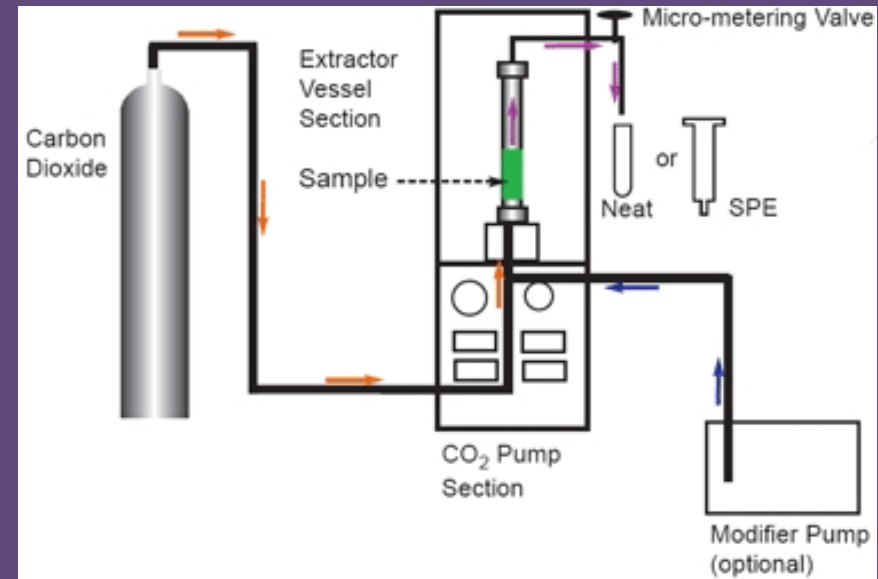 Micro-metering Valve
Extractor
Vessel
Section
Carbon
Dioxide
Sample
or
Neat
SPE
CO₂ Pump
Section
Modifier Pump
(optional)